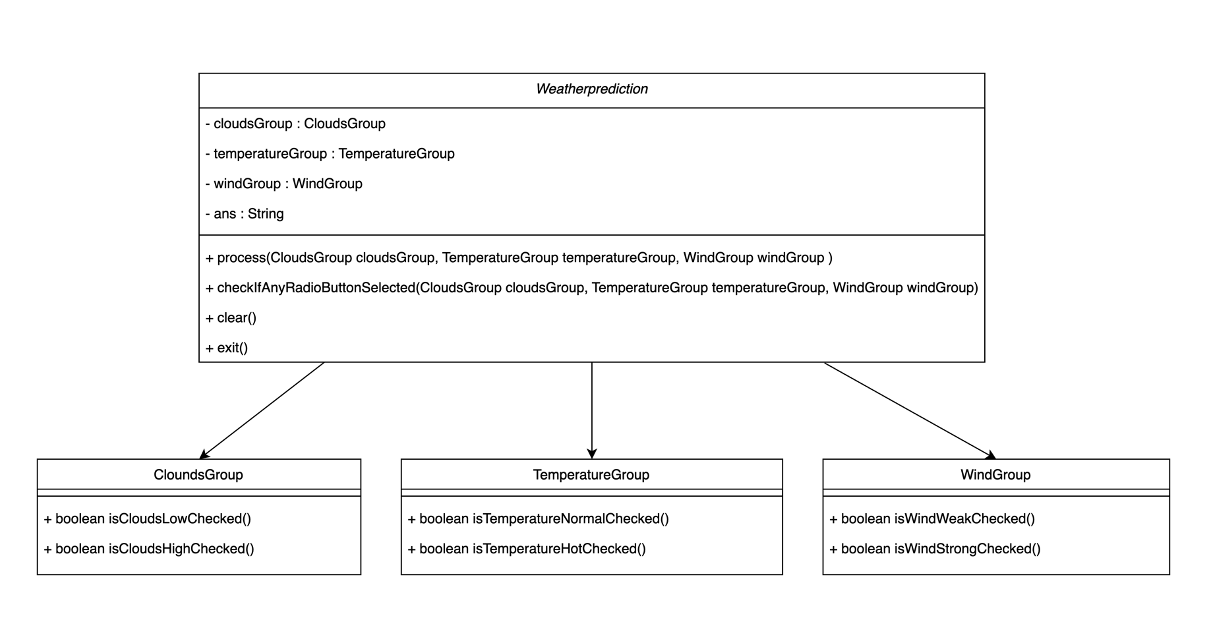 Weatherprediction
- cloudsGroup : CloudsGroup
- temperatureGroup : TemperatureGroup
- windGroup : WindGroup
- ans : String
+ process(CloudsGroup cloudsGroup, TemperatureGroup temperatureGroup, WindGroup windGroup )
+ checkIfAnyRadioButtonSelected(CloudsGroup cloudsGroup, TemperatureGroup temperatureGroup, WindGroup windGroup)
+ clear()
+ exit()
CloundsGroup
+ boolean isCloudsLowChecked()
+ boolean isCloudsHighChecked()
TemperatureGroup
+ boolean isTemperatureNormalChecked()
+ boolean isTemperatureHotChecked()
WindGroup
+ boolean isWindWeakChecked()
+ boolean isWindStrongChecked()